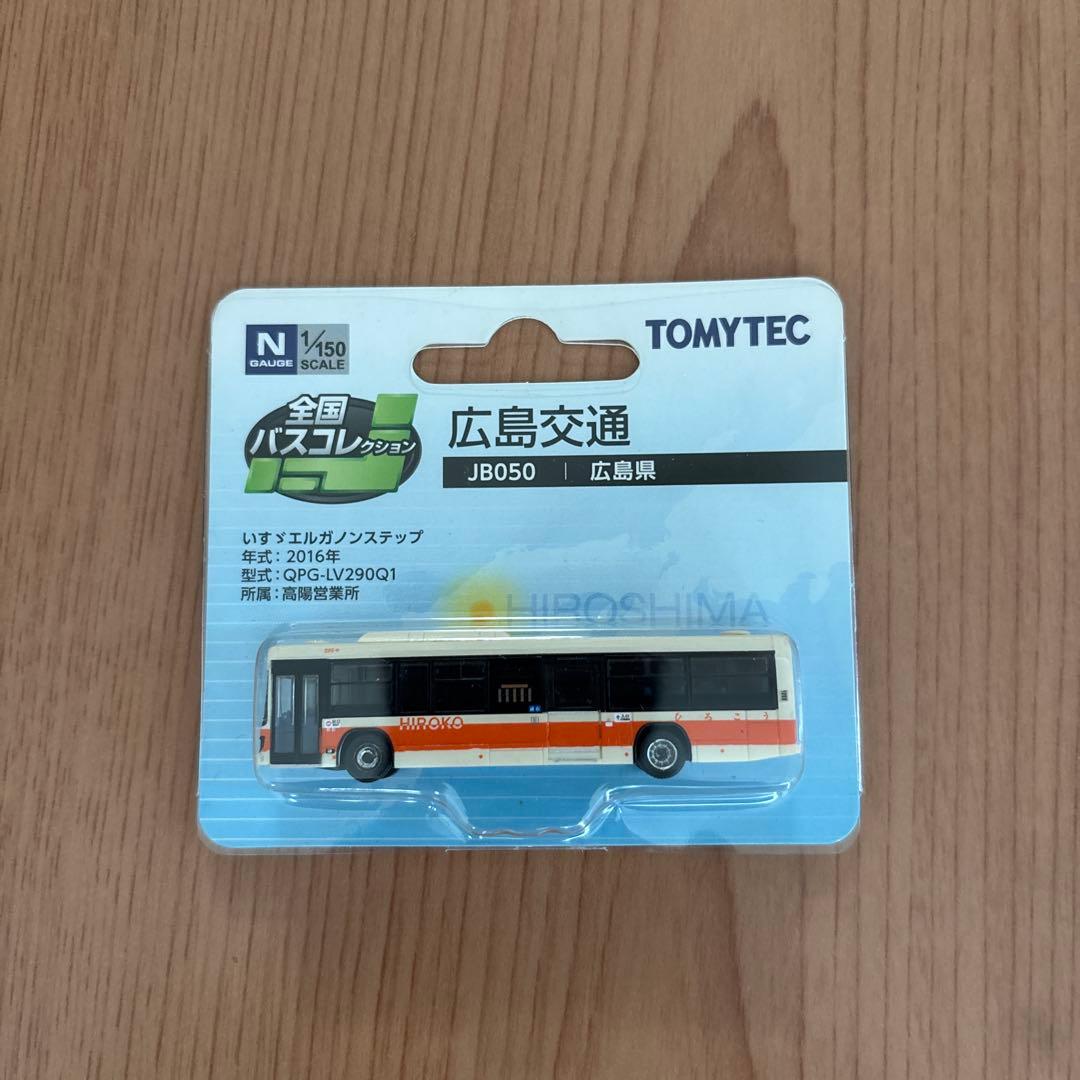 N
GAUGE
1/150
SCALE
TOMYTEC
全国
バスコレクション
広島交通
JB050 | 広島県
いすゞエルガノンステップ
年式：2016年
型式：QPG-LV290Q1
所属：高陽営業所
HIROSHIMA
HIROKO
ひろこう